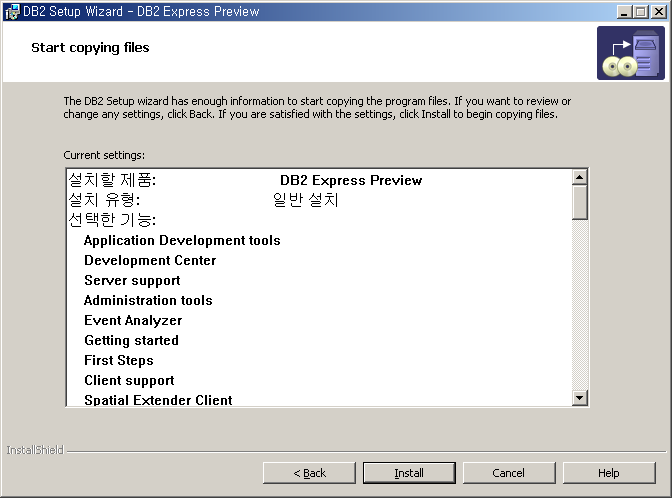 DB2 Setup Wizard - DB2 Express Preview
Start copying files
The DB2 Setup wizard has enough information to start copying the program files. If you want to review or
change any settings, click Back. If you are satisfied with the settings, click Install to begin copying files.
Current settings:
설치할 제품: DB2 Express Preview
설치 유형: 일반 설치
선택한 기능:
Application Development tools
Development Center
Server support
Administration tools
Event Analyzer
Getting started
First Steps
Client support
Spatial Extender Client
InstallShield
< Back Install Cancel Help